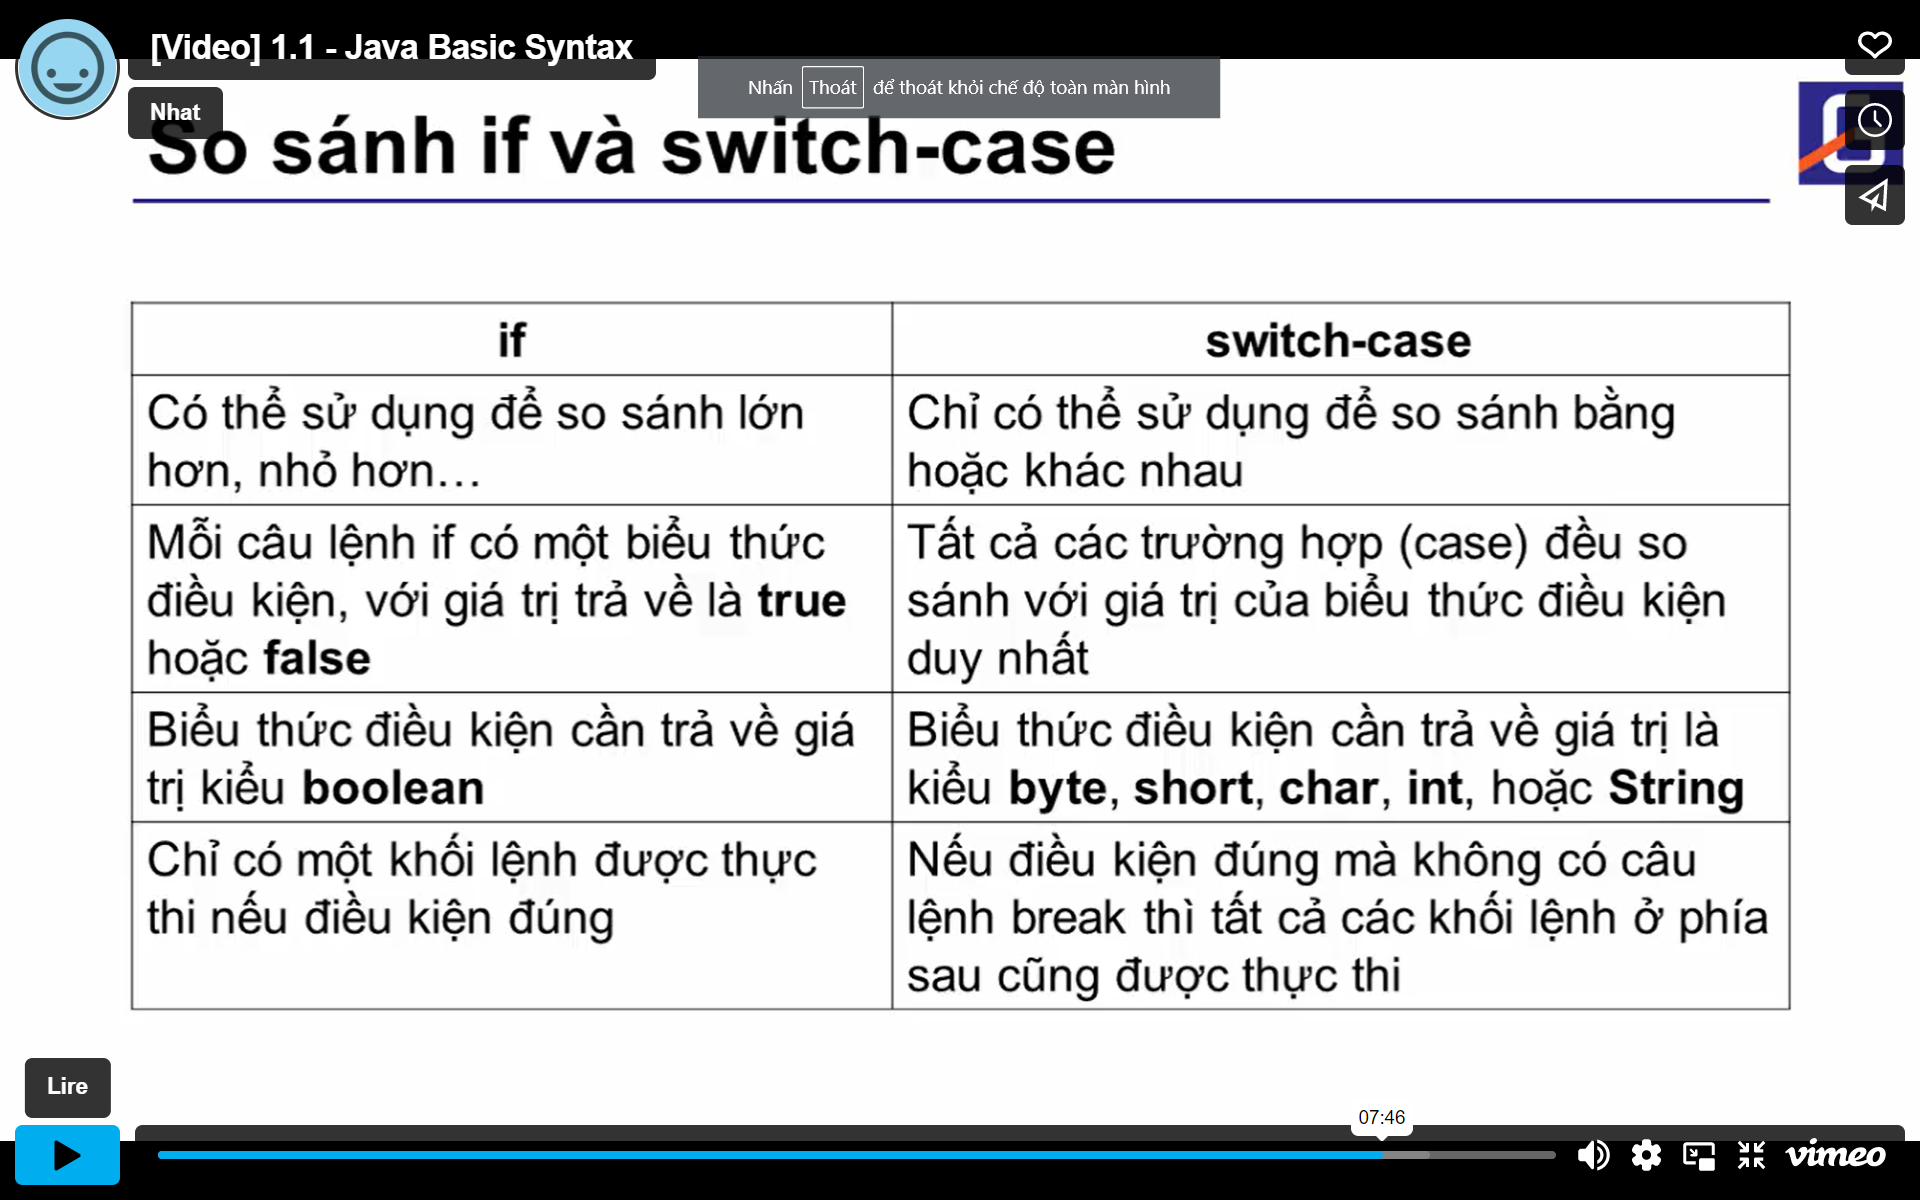 [Video] 1.1 - Java Basic Syntax
Nhat
Nhấn Thoát để thoát khỏi chế độ toàn màn hình
So sánh if và switch-case
if
switch-case
Có thể sử dụng để so sánh lớn
hơn, nhỏ hơn…
Chỉ có thể sử dụng để so sánh bằng
hoặc khác nhau
Mỗi câu lệnh if có một biểu thức
điều kiện, với giá trị trả về là true
hoặc false
Tất cả các trường hợp (case) đều so
sánh với giá trị của biểu thức điều kiện
duy nhất
Biểu thức điều kiện cần trả về giá
trị kiểu boolean
Biểu thức điều kiện cần trả về giá trị là
kiểu byte, short, char, int, hoặc String
Chỉ có một khối lệnh được thực
thi nếu điều kiện đúng
Nếu điều kiện đúng mà không có câu
lệnh break thì tất cả các khối lệnh ở phía
sau cũng được thực thi
Lire
07:46
vimeo